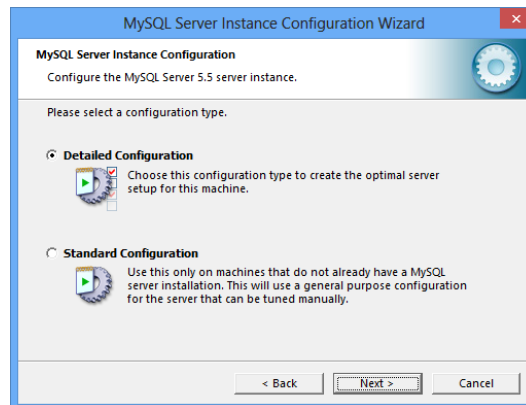 MySQL Server Instance Configuration Wizard
MySQL Server Instance Configuration
Configure the MySQL Server 5.5 server instance.
Please select a configuration type.
Detailed Configuration
Choose this configuration type to create the optimal server
setup for this machine.
Standard Configuration
Use this only on machines that do not already have a MySQL
server installation. This will use a general purpose configuration
for the server that can be tuned manually.
< Back
Next >
Cancel